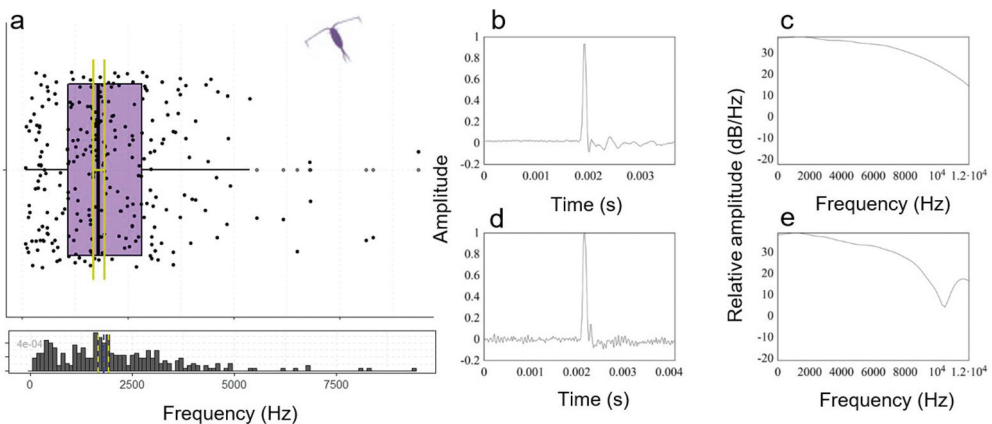 a
4e-04
0
2500
5000
7500
Frequency (Hz)
b
Amplitude
1
0.8
0.6
0.4
0.2
0
-0.2
0
0.001
0.002
0.003
Time (s)
c
Relative amplitude (dB/Hz)
30
20
10
0
-10
-20
0 2000 4000 6000 8000 10⁴ 1.2·10⁴
Frequency (Hz)
d
1
0.8
0.6
0.4
0.2
0
-0.2
0
0.001
0.002
0.003
0.004
Time (s)
e
30
20
10
0
-10
-20
0 2000 4000 6000 8000 10⁴ 1.2·10⁴
Frequency (Hz)